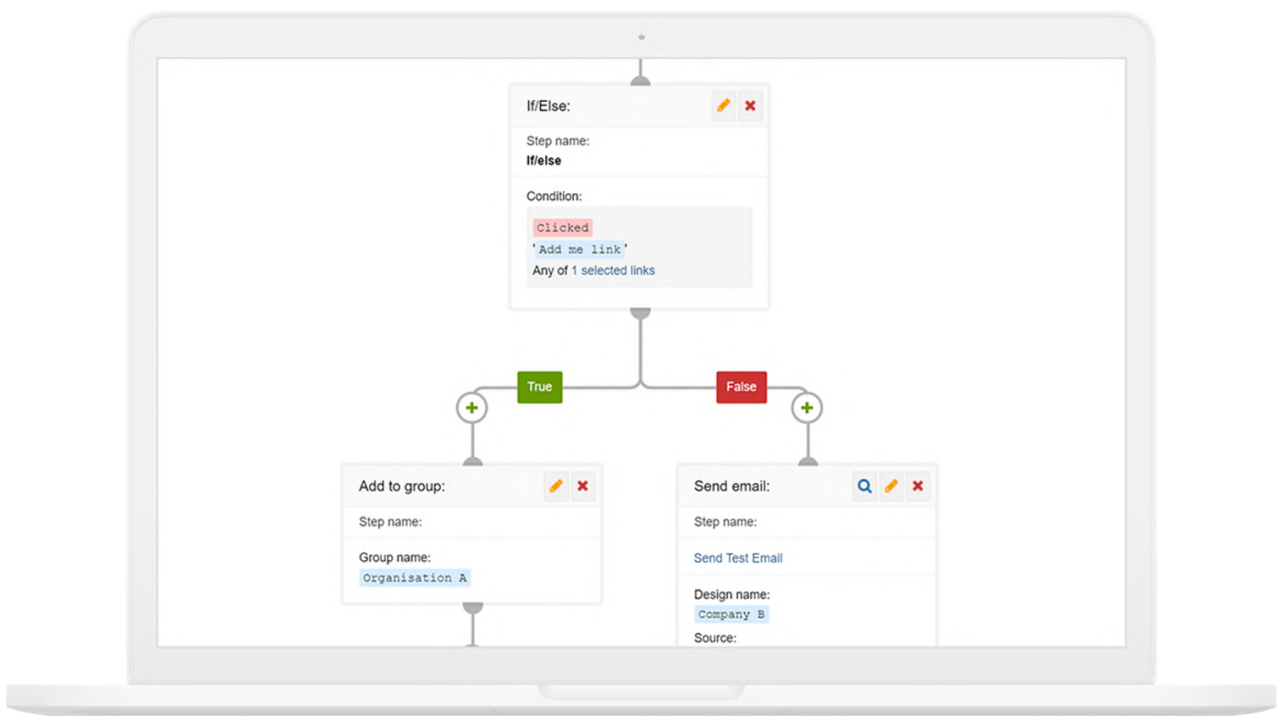 If/Else:
Step name:
If/else
Condition:
Clicked
'Add me link'
Any of 1 selected links
True
False
Add to group:
Step name:
Group name:
Organisation A
Send email:
Step name:
Send Test Email
Design name:
Company B
Source: